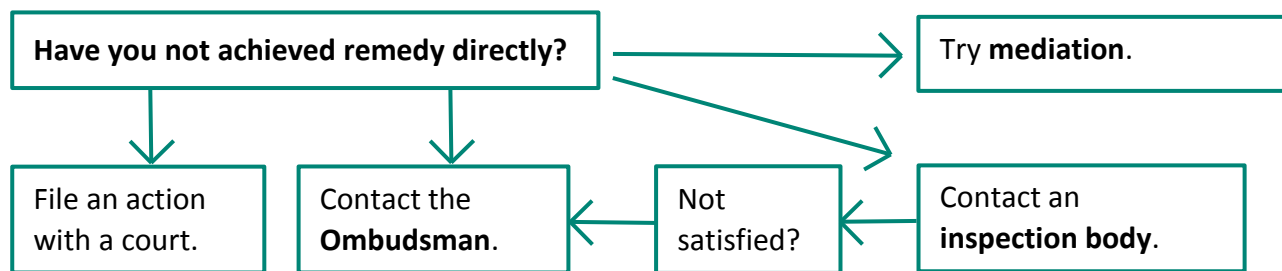 Have you not achieved remedy directly?
Try mediation.
File an action
with a court.
Contact the
Ombudsman.
Not
satisfied?
Contact an
inspection body.